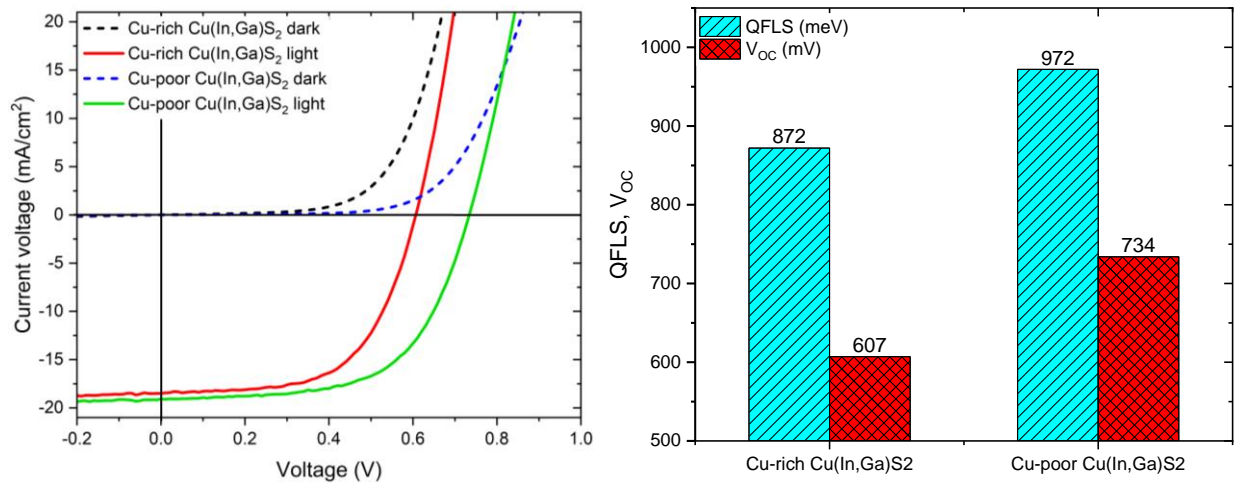 Cu-rich Cu(In,Ga)S₂ dark
Cu-rich Cu(In,Ga)S₂ light
Cu-poor Cu(In,Ga)S₂ dark
Cu-poor Cu(In,Ga)S₂ light
Current voltage (mA/cm²)
20
15
10
5
0
-5
-10
-15
-20
-0.2 0.0 0.2 0.4 0.6 0.8 1.0
Voltage (V)
QFLS (meV)
V_OC (mV)
QFLS, V_OC
1000
900
800
700
600
500
872
607
972
734
Cu-rich Cu(In,Ga)S2
Cu-poor Cu(In,Ga)S2